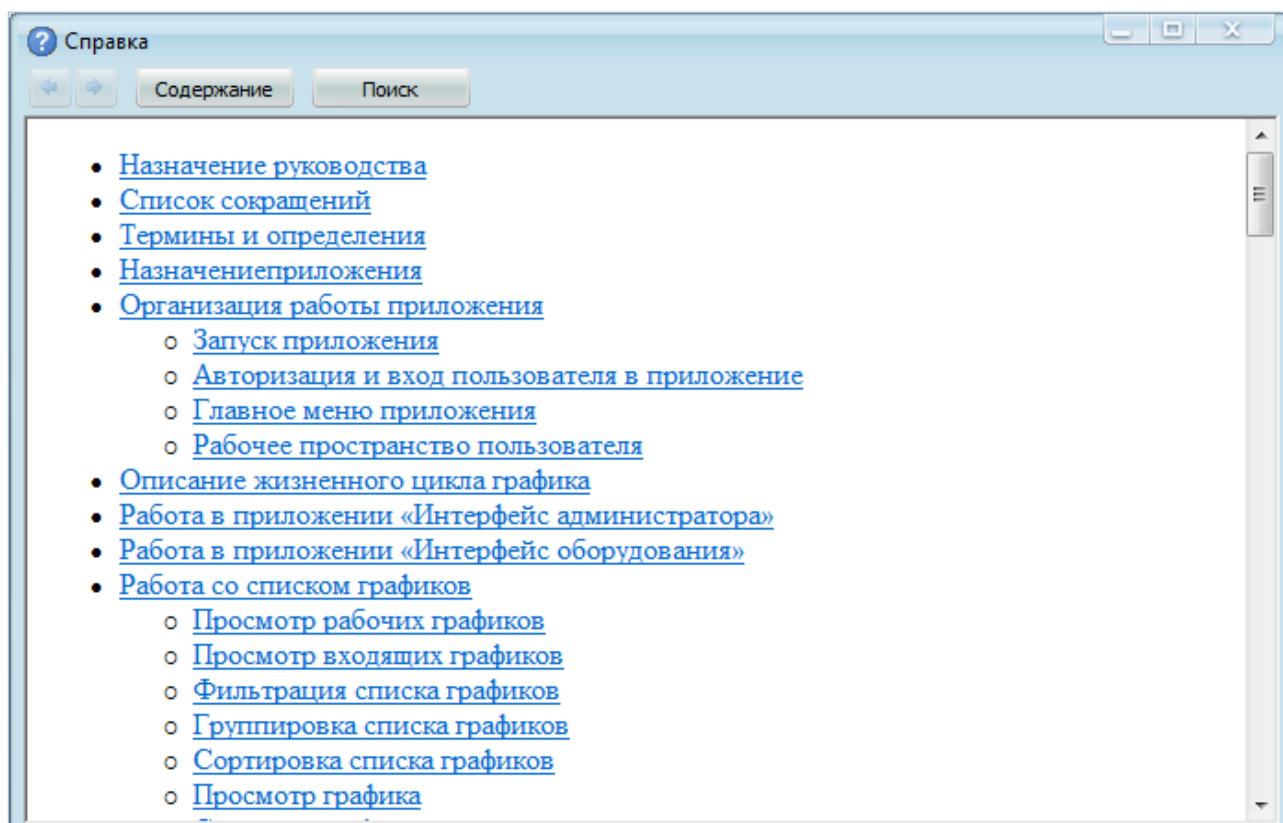 Справка
Содержание Поиск
Назначение руководства
Список сокращений
Термины и определения
Назначениеприложения
Организация работы приложения
Запуск приложения
Авторизация и вход пользователя в приложение
Главное меню приложения
Рабочее пространство пользователя
Описание жизненного цикла графика
Работа в приложении «Интерфейс администратора»
Работа в приложении «Интерфейс оборудования»
Работа со списком графиков
Просмотр рабочих графиков
Просмотр входящих графиков
Фильтрация списка графиков
Группировка списка графиков
Сортировка списка графиков
Просмотр графика